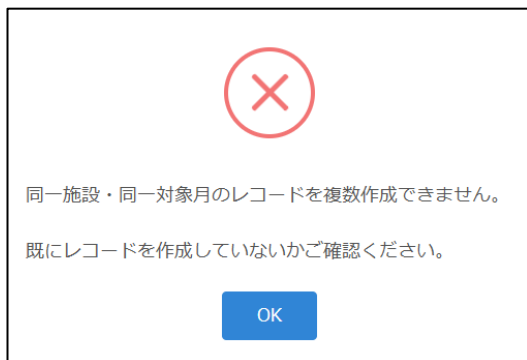 同一施設・同一対象月のレコードを複数作成できません。
既にレコードを作成していないかご確認ください。
OK